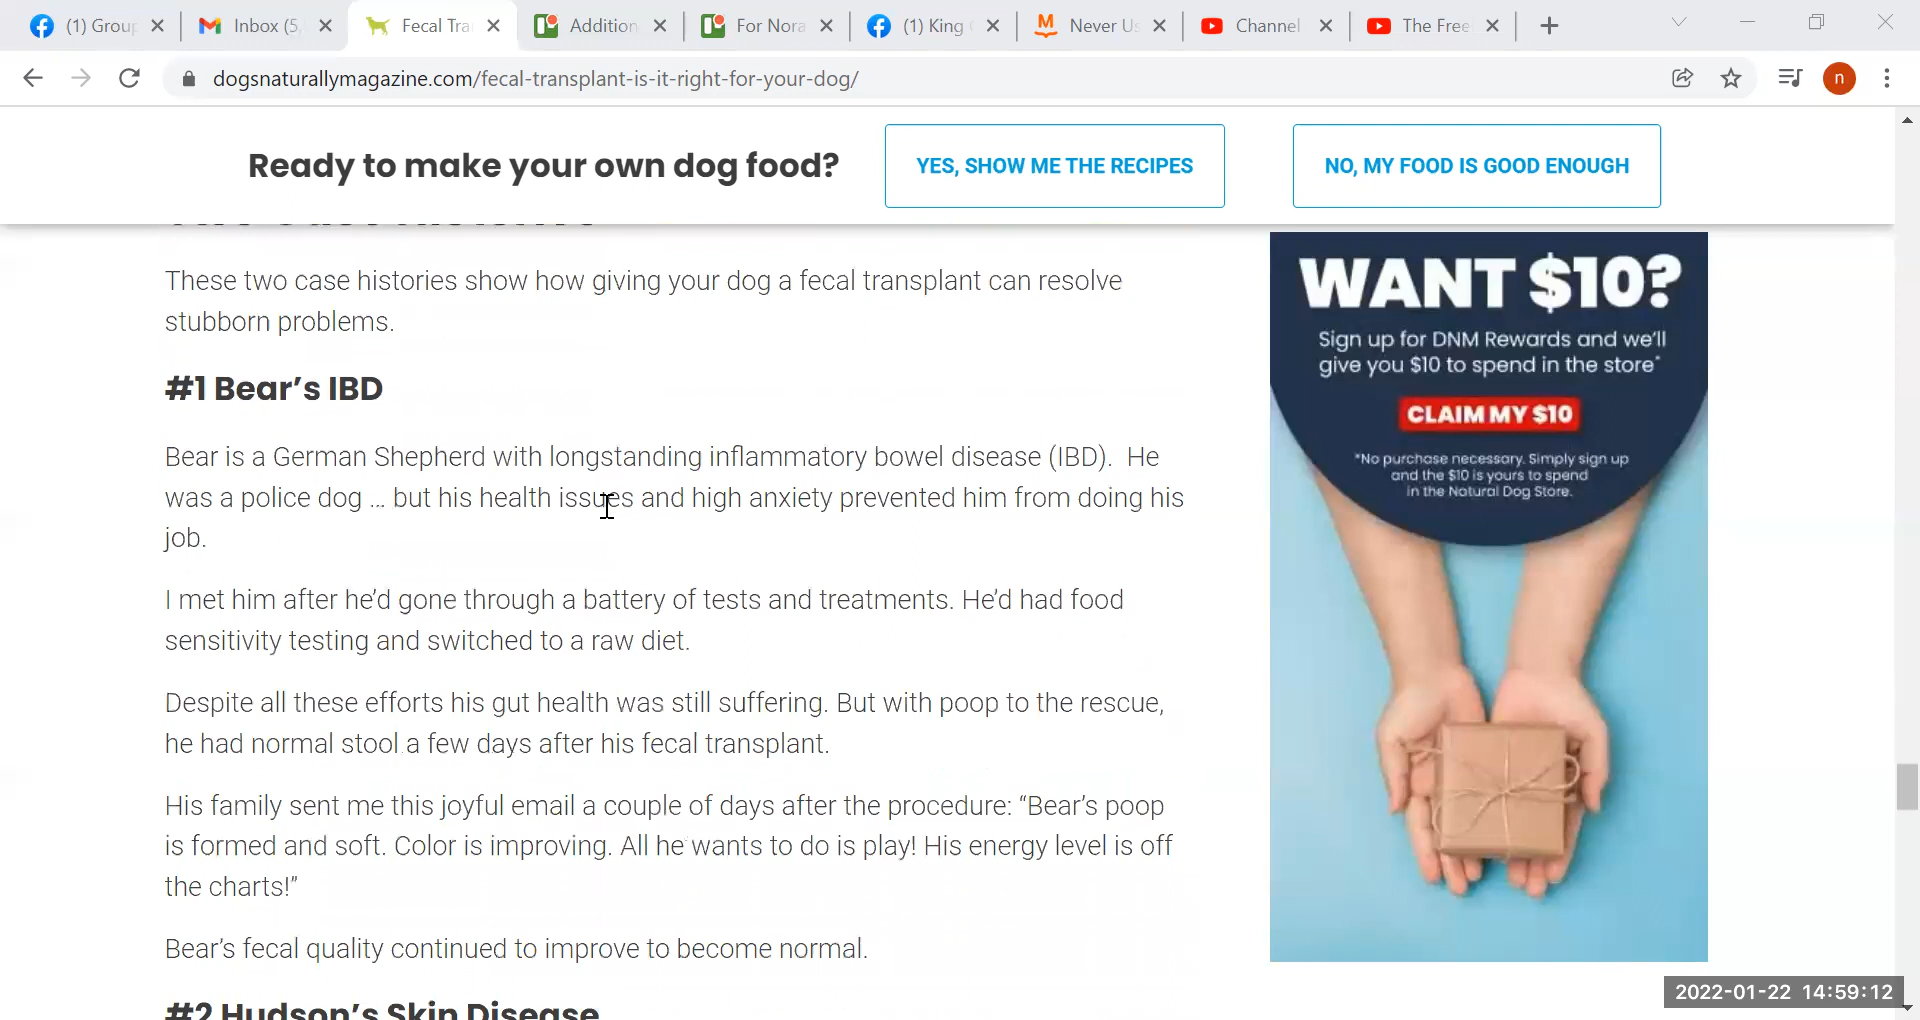 (1) Group
Inbox (5,
Fecal Tra
Addition
For Nora
(1) King
Never Us
Channel
The Free
dogsnaturallymagazine.com/fecal-transplant-is-it-right-for-your-dog/
n
Ready to make your own dog food?
YES, SHOW ME THE RECIPES
NO, MY FOOD IS GOOD ENOUGH
These two case histories show how giving your dog a fecal transplant can resolve
stubborn problems.
#1 Bear’s IBD
Bear is a German Shepherd with longstanding inflammatory bowel disease (IBD).  He
was a police dog … but his health issues and high anxiety prevented him from doing his
job.
I met him after he’d gone through a battery of tests and treatments. He’d had food
sensitivity testing and switched to a raw diet.
Despite all these efforts his gut health was still suffering. But with poop to the rescue,
he had normal stool a few days after his fecal transplant.
His family sent me this joyful email a couple of days after the procedure: “Bear’s poop
is formed and soft. Color is improving. All he wants to do is play! His energy level is off
the charts!”
Bear’s fecal quality continued to improve to become normal.
#2 Hudson’s Skin Disease
WANT $10?
Sign up for DNM Rewards and we’ll
give you $10 to spend in the store*
CLAIM MY $10
*No purchase necessary. Simply sign up
and the $10 is yours to spend
in the Natural Dog Store.
2022-01-22 14:59:12